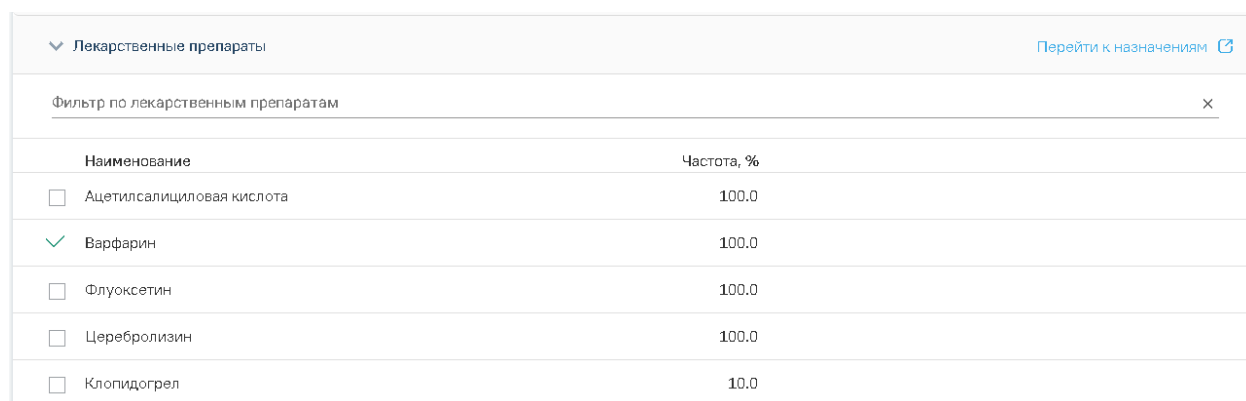 Лекарственные препараты Перейти к назначениям
Фильтр по лекарственным препаратам
Наименование Частота, %
Ацетилсалициловая кислота 100.0
Варфарин 100.0
Флуоксетин 100.0
Церебролизин 100.0
Клопидогрел 10.0